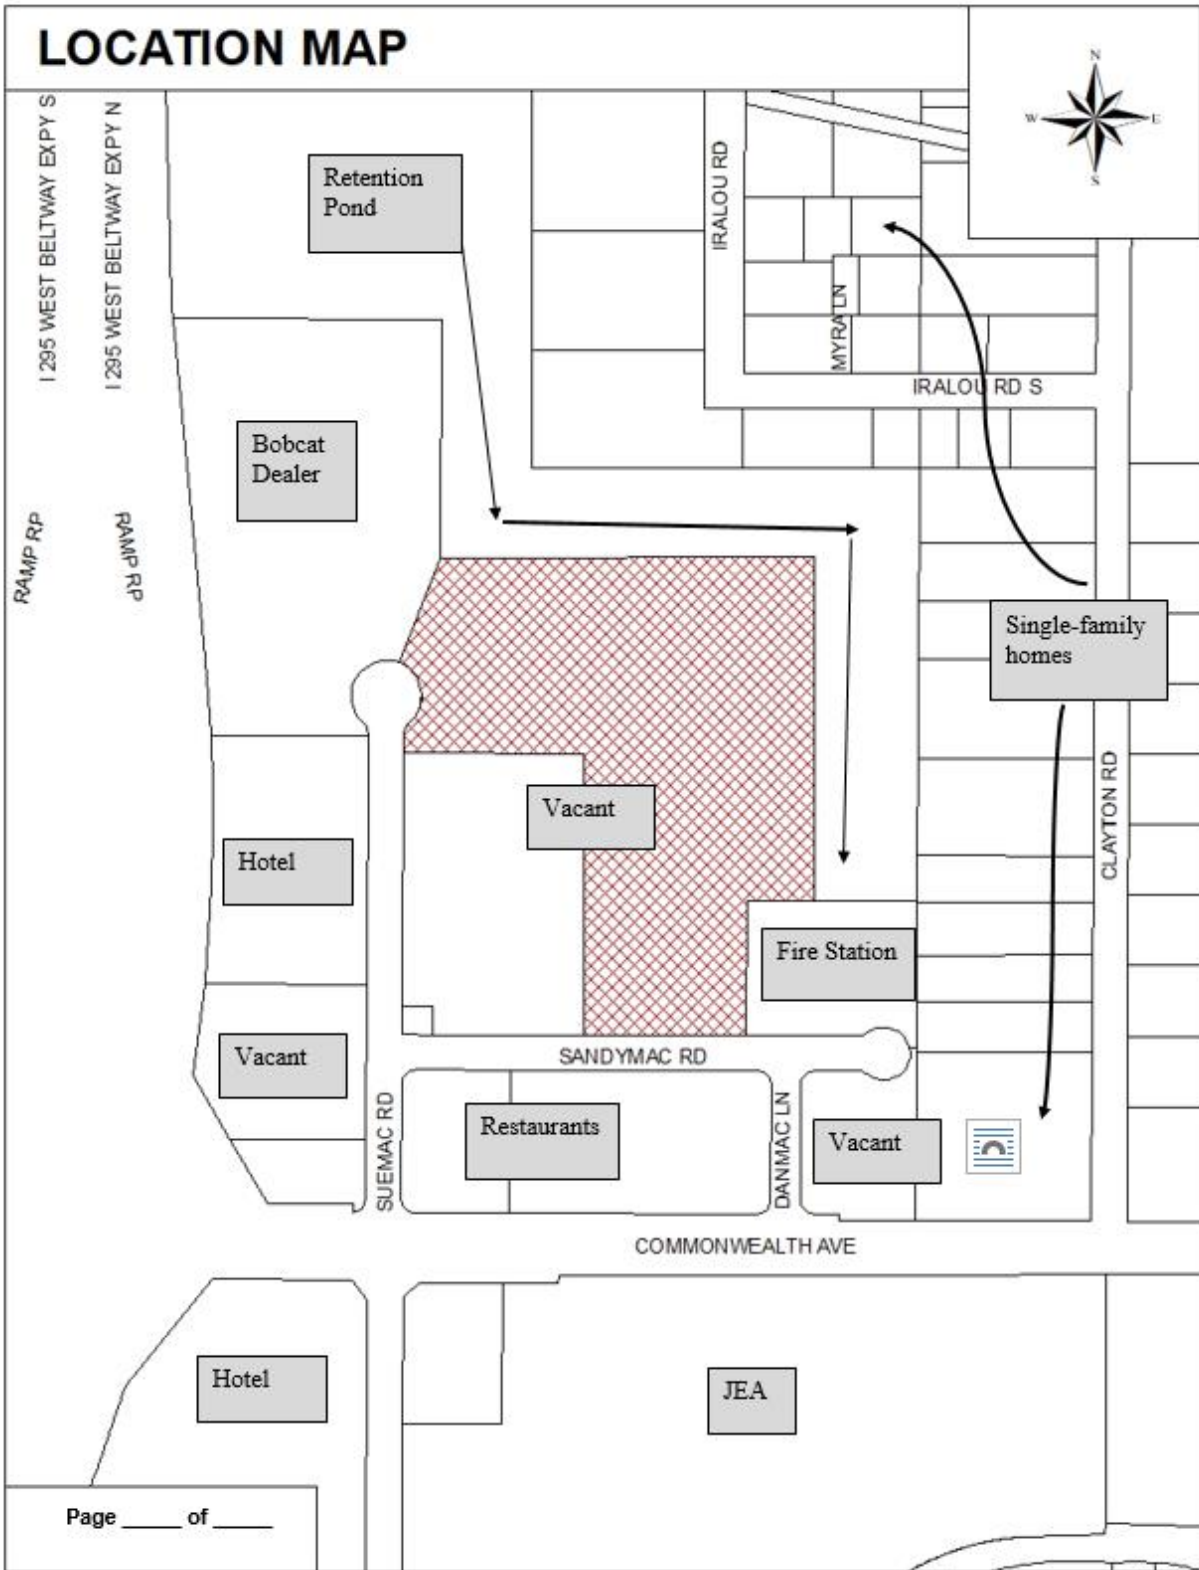 LOCATION MAP
N
W
E
S
I 295 WEST BELTWAY EXPY S
I 295 WEST BELTWAY EXPY N
Retention
Pond
IRALOU RD
MYRA LN
IRALOU RD S
Bobcat
Dealer
RAMP RP
RAMP RP
Single-family
homes
Vacant
CLAYTON RD
Hotel
Fire Station
Vacant
SANDYMAC RD
SUEMAC RD
Restaurants
DANMAC LN
Vacant
COMMONWEALTH AVE
Hotel
JEA
Page _____ of _____